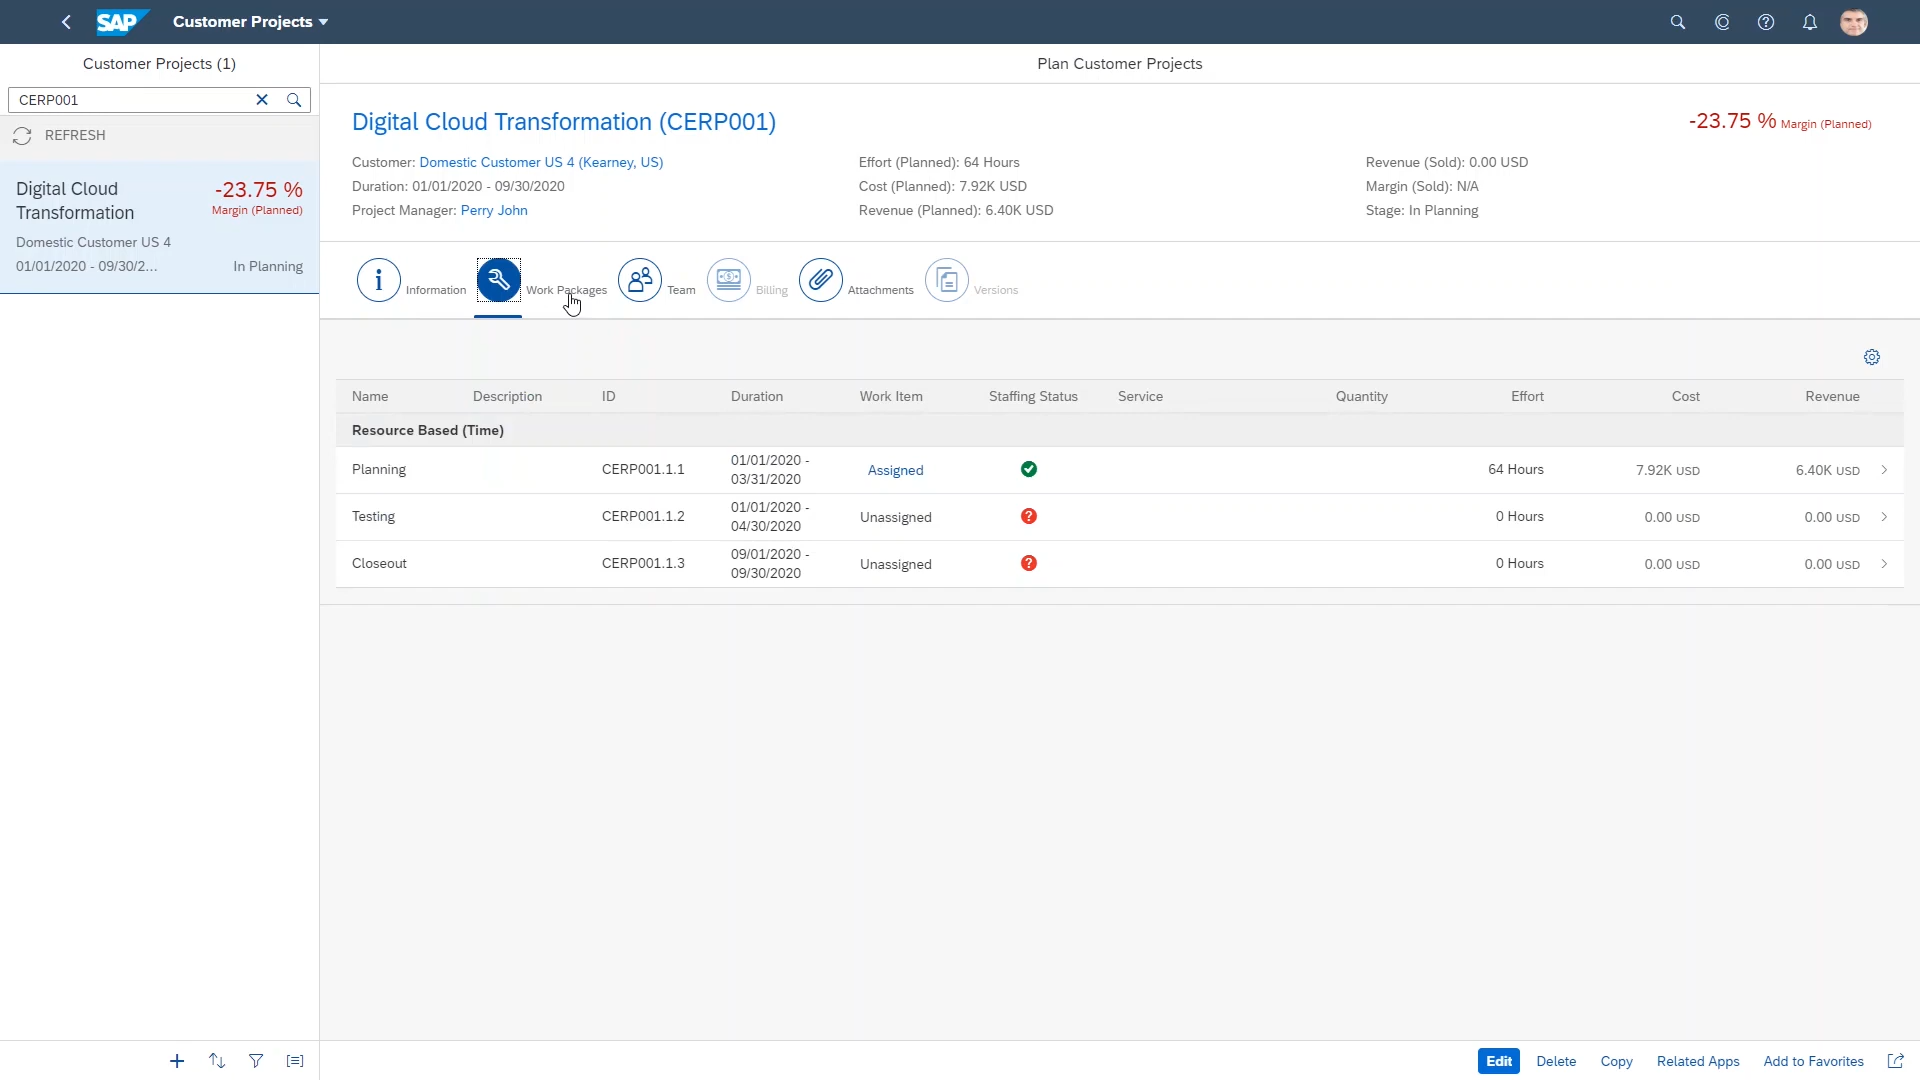 SAP Customer Projects
Customer Projects (1)
CERP001
REFRESH
Digital Cloud Transformation
-23.75 %
Margin (Planned)
Domestic Customer US 4
01/01/2020 - 09/30/2... In Planning
Plan Customer Projects
Digital Cloud Transformation (CERP001)
-23.75 % Margin (Planned)
Customer: Domestic Customer US 4 (Kearney, US)
Duration: 01/01/2020 - 09/30/2020
Project Manager: Perry John
Effort (Planned): 64 Hours
Cost (Planned): 7.92K USD
Revenue (Planned): 6.40K USD
Revenue (Sold): 0.00 USD
Margin (Sold): N/A
Stage: In Planning
Information Work Packages Team Billing Attachments Versions
Name Description ID Duration Work Item Staffing Status Service Quantity Effort Cost Revenue
Resource Based (Time)
Planning CERP001.1.1 01/01/2020 - 03/31/2020 Assigned 64 Hours 7.92K USD 6.40K USD
Testing CERP001.1.2 01/01/2020 - 04/30/2020 Unassigned 0 Hours 0.00 USD 0.00 USD
Closeout CERP001.1.3 09/01/2020 - 09/30/2020 Unassigned 0 Hours 0.00 USD 0.00 USD
Edit Delete Copy Related Apps Add to Favorites